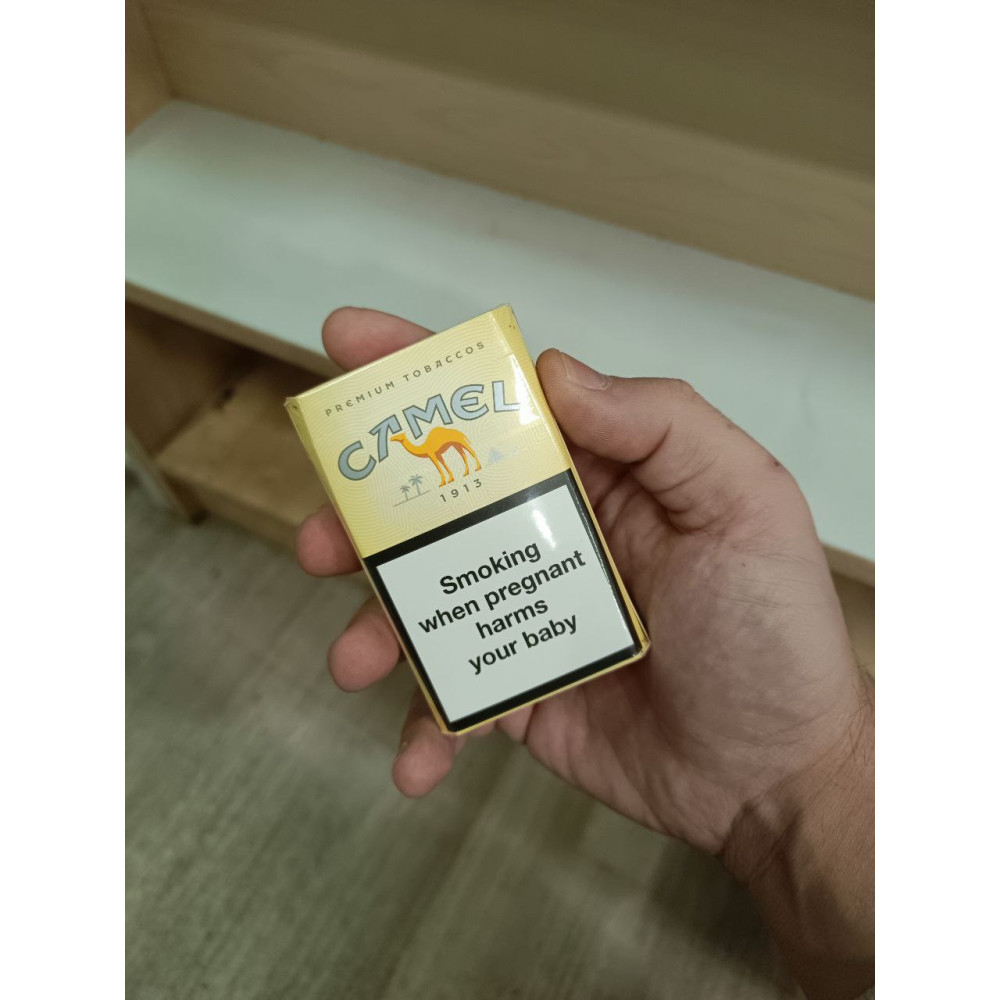 PREMIUM TOBACCOS
CAMEL
1913
Smoking
when pregnant
harms
your baby